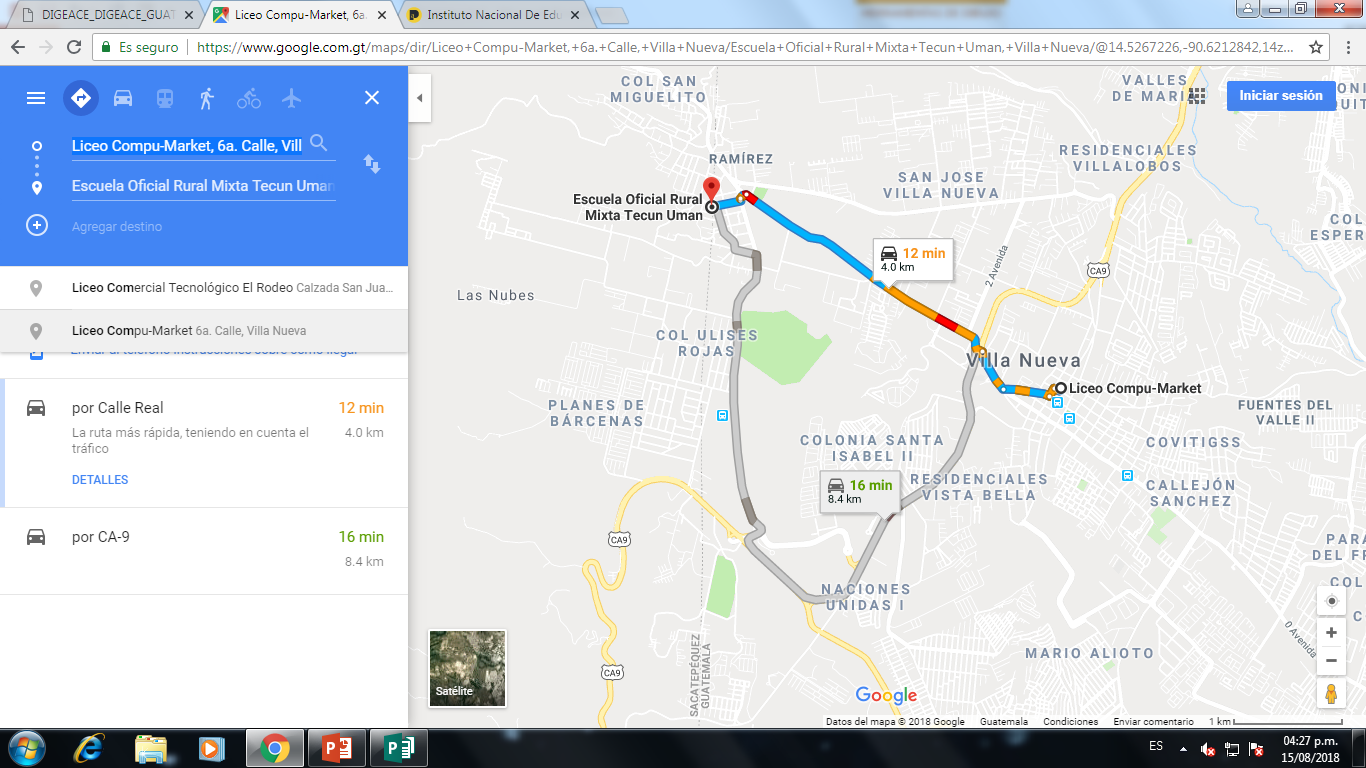 DIGEACE_DIGEACE_GUAT
Liceo Compu-Market, 6a.
Instituto Nacional De Edu
Es seguro
https://www.google.com.gt/maps/dir/Liceo+Compu-Market,+6a.+Calle,+Villa+Nueva/Escuela+Oficial+Rural+Mixta+Tecun+Uman,+Villa+Nueva/@14.5267226,-90.6212842,14z...
Liceo Compu-Market, 6a. Calle, Vill
Escuela Oficial Rural Mixta Tecun Uman
Agregar destino
Liceo Comercial Tecnológico El Rodeo Calzada San Jua...
Liceo Compu-Market 6a. Calle, Villa Nueva
por Calle Real
12 min
La ruta más rápida, teniendo en cuenta el
tráfico
4.0 km
DETALLES
por CA-9
16 min
8.4 km
COL SAN
MIGUELITO
VALLES
DE MARIA
Iniciar sesión
RAMÍREZ
RESIDENCIALES
VILLALOBOS
SAN JOSE
VILLA NUEVA
Escuela Oficial Rural
Mixta Tecun Uman
COL
ESPER
12 min
4.0 km
2 Avenida
CA9
Las Nubes
COL ULISES
ROJAS
Villa Nueva
Liceo Compu-Market
PLANES DE
BÁRCENAS
FUENTES DEL
VALLE II
COLONIA SANTA
ISABEL II
COVITIGSS
16 min
8.4 km
RESIDENCIALES
VISTA BELLA
CALLEJÓN
SANCHEZ
CA9
PARA
DEL F
NACIONES
UNIDAS I
0 Avenida
MARIO ALIOTO
CA9
SACATEPÉQUEZ
GUATEMALA
Satélite
Google
Datos del mapa © 2018 Google
Guatemala
Condiciones
Enviar comentario
1 km
ES
04:27 p.m.
15/08/2018